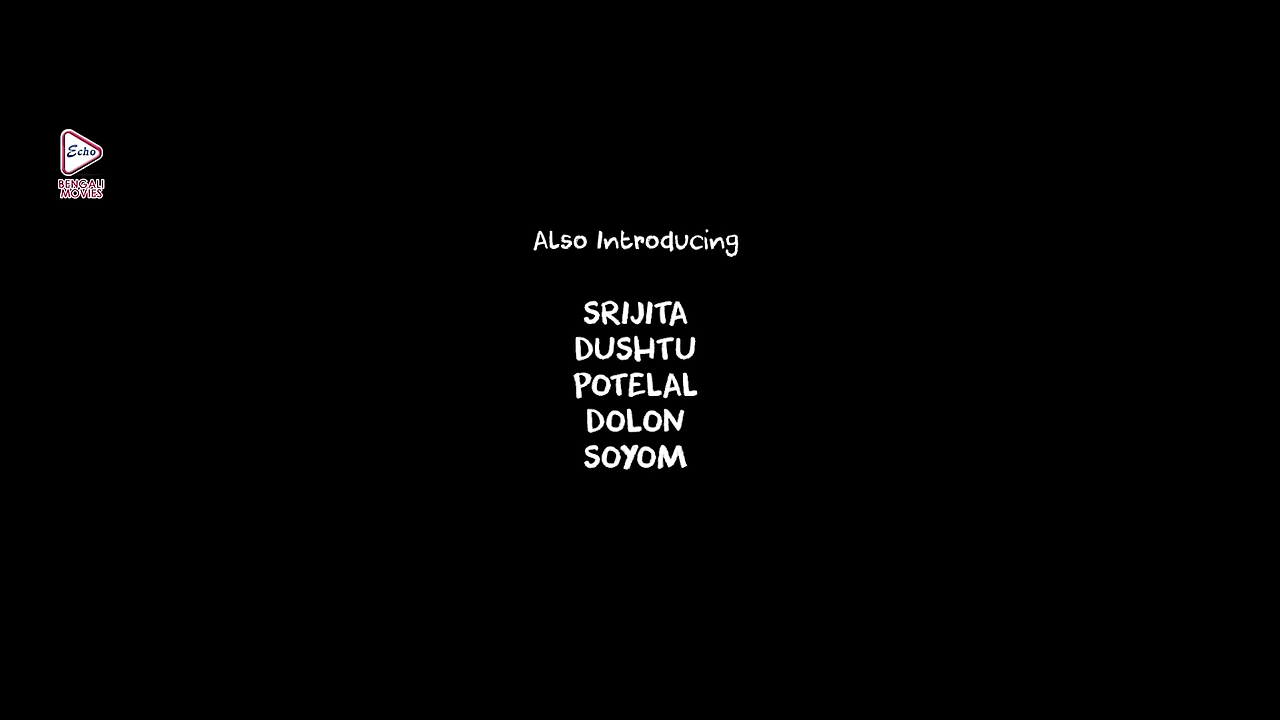 Echo
BENGALI
MOVIES
Also Introducing
SRIJITA
DUSHTU
POTELAL
DOLON
SOYOM